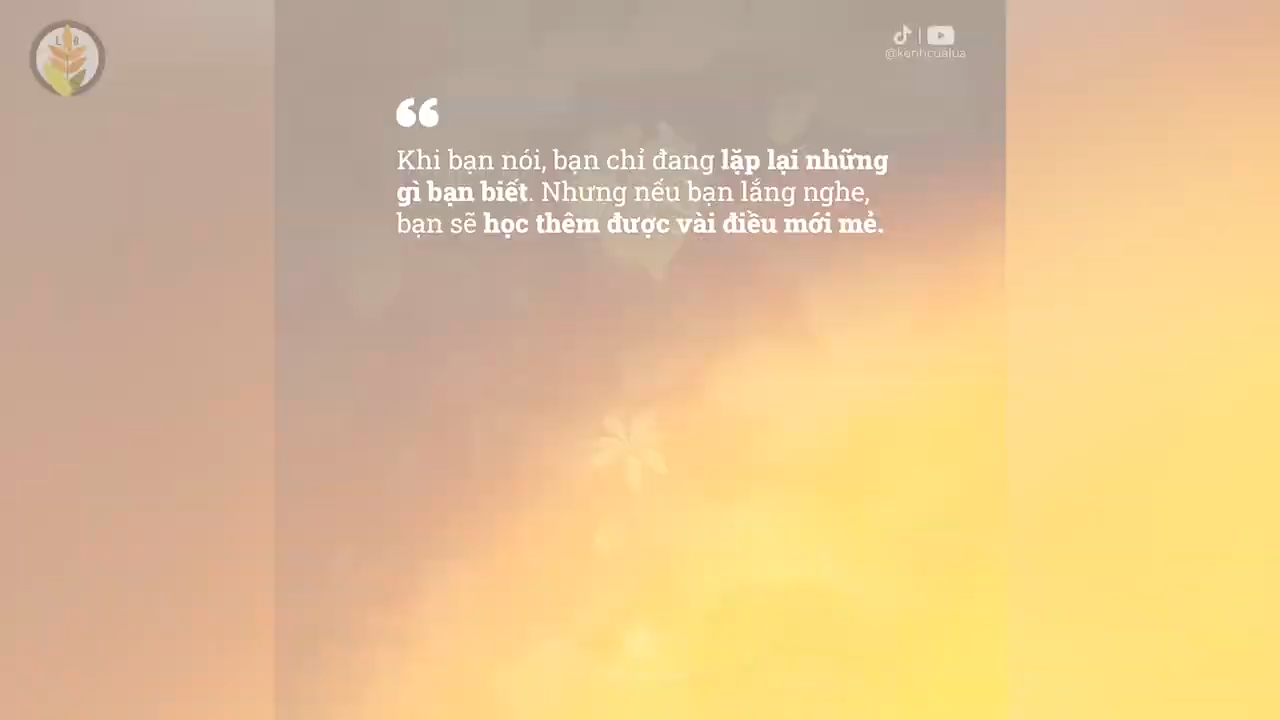 L R
@kenhcualua
❝
Khi bạn nói, bạn chỉ đang lặp lại những
gì bạn biết. Nhưng nếu bạn lắng nghe,
bạn sẽ học thêm được vài điều mới mẻ.